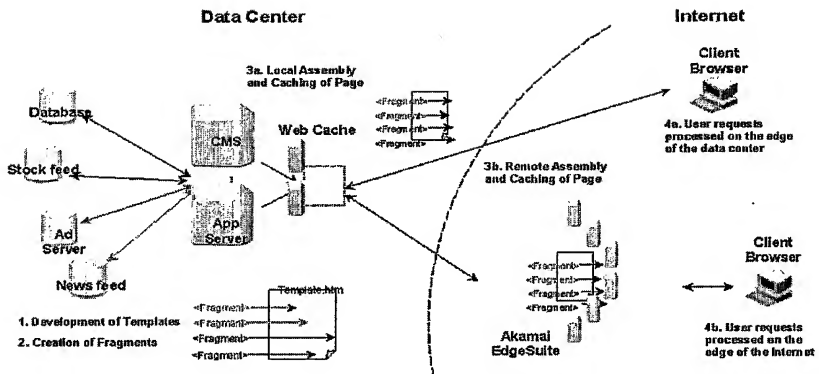 Data Center
Internet
3a. Local Assembly
and Caching of Page
Client
Browser
<Fragment>
<Fragment>
<Fragment>
<Fragment>
Database
CMS
Web Cache
4a. User requests
processed on the edge
of the data center
3b. Remote Assembly
and Caching of Page
Stock feed
App
Server
Ad
Server
Client
Browser
<Fragment>
<Fragment>
<Fragment>
<Fragment>
News feed
Template.htm
<Fragment>
<Fragment>
<Fragment>
<Fragment>
1. Development of Templates
2. Creation of Fragments
Akamai
EdgeSuite
4b. User requests
processed on the
edge of the Internet